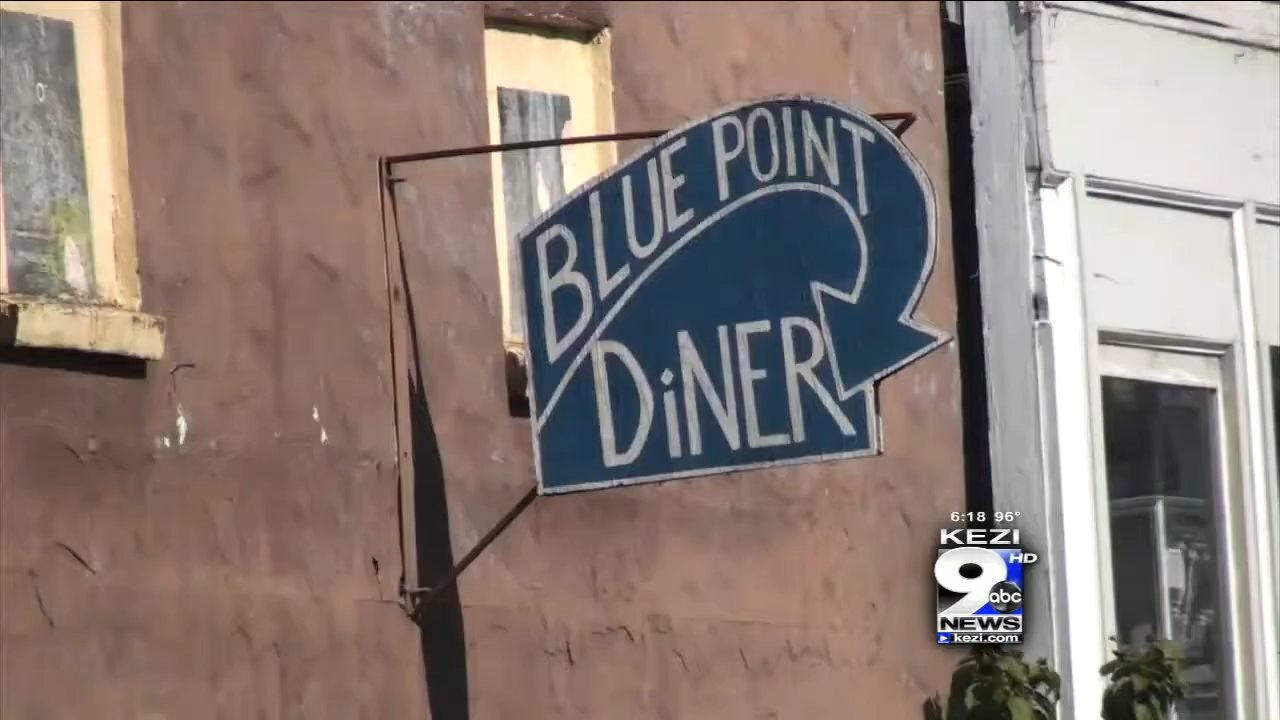 BLUE POINT
DiNER
6:18 96°
KEZI
9 HD
abc
NEWS
kezi.com